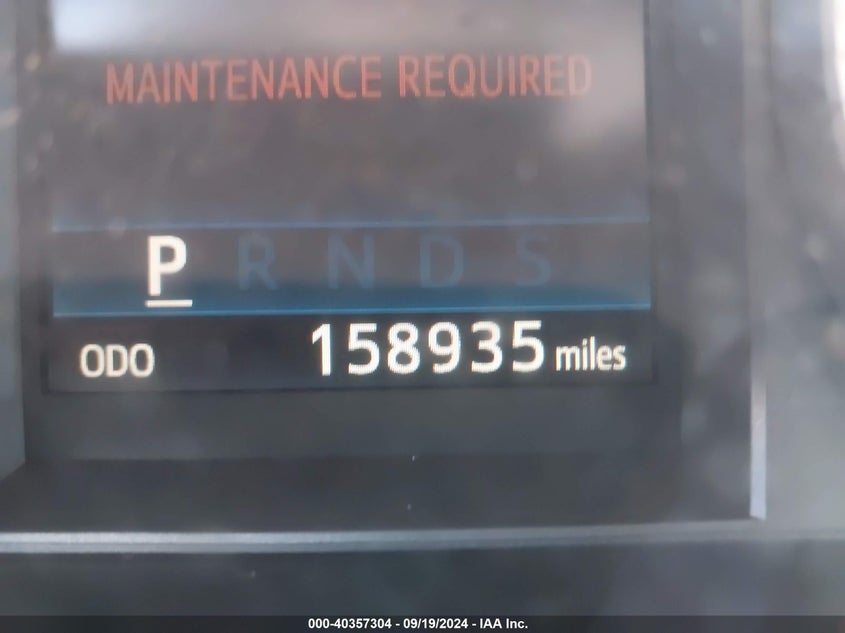 MAINTENANCE REQUIRED
P R N D S
ODO 158935 miles
000-40357304 - 09/19/2024 - IAA Inc.